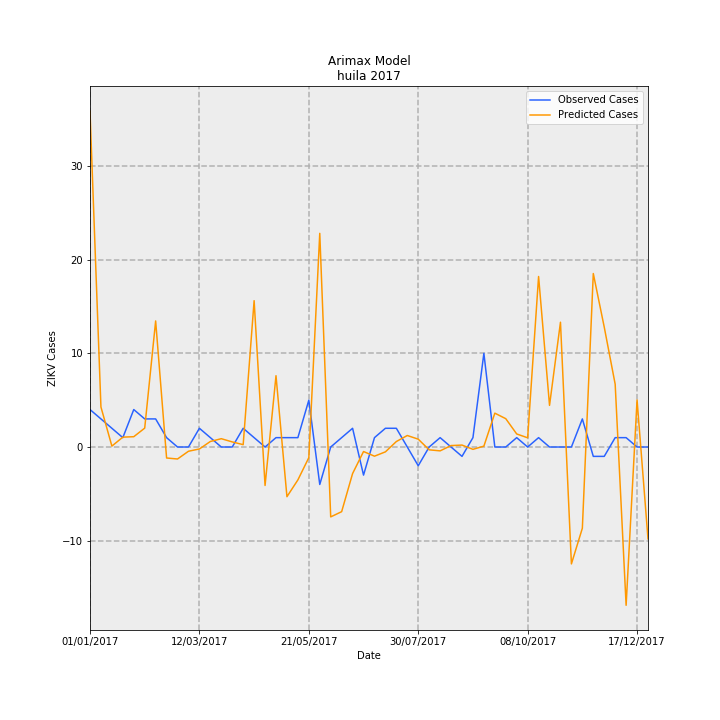 Arimax Model
huila 2017
Observed Cases
Predicted Cases
ZIKV Cases
30
20
10
0
−10
01/01/2017
12/03/2017
21/05/2017
30/07/2017
08/10/2017
17/12/2017
Date